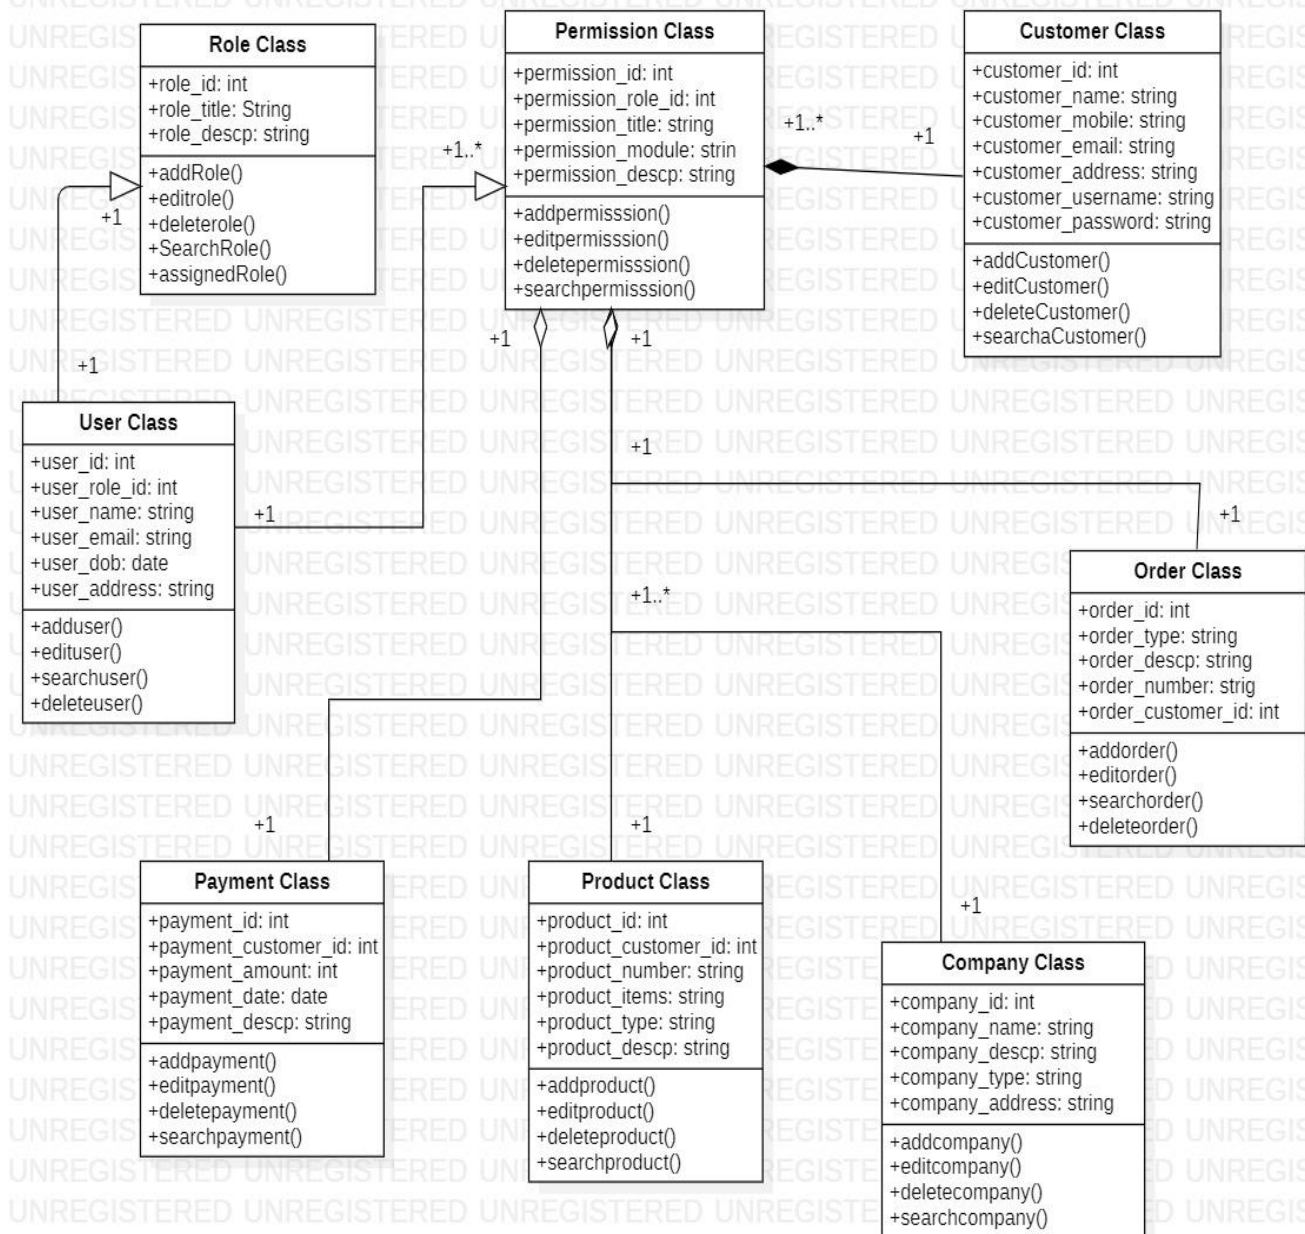 Role Class
+role_id: int
+role_title: String
+role_descp: string
+addRole()
+editrole()
+deleterole()
+SearchRole()
+assignedRole()
Permission Class
+permission_id: int
+permission_role_id: int
+permission_title: string
+permission_module: strin
+permission_descp: string
+addpermisssion()
+editpermisssion()
+deletepermisssion()
+searchpermisssion()
Customer Class
+customer_id: int
+customer_name: string
+customer_mobile: string
+customer_email: string
+customer_address: string
+customer_username: string
+customer_password: string
+addCustomer()
+editCustomer()
+deleteCustomer()
+searchaCustomer()
+1..*
+1
+1..*
+1
+1
+1
+1
+1
User Class
+user_id: int
+user_role_id: int
+user_name: string
+user_email: string
+user_dob: date
+user_address: string
+adduser()
+edituser()
+searchuser()
+deleteuser()
+1
+1
+1
+1..*
Order Class
+order_id: int
+order_type: string
+order_descp: string
+order_number: strig
+order_customer_id: int
+addorder()
+editorder()
+searchorder()
+deleteorder()
+1
+1
+1
Payment Class
+payment_id: int
+payment_customer_id: int
+payment_amount: int
+payment_date: date
+payment_descp: string
+addpayment()
+editpayment()
+deletepayment()
+searchpayment()
Product Class
+product_id: int
+product_customer_id: int
+product_number: string
+product_items: string
+product_type: string
+product_descp: string
+addproduct()
+editproduct()
+deleteproduct()
+searchproduct()
Company Class
+company_id: int
+company_name: string
+company_descp: string
+company_type: string
+company_address: string
+addcompany()
+editcompany()
+deletecompany()
+searchcompany()
UNREGISTERED